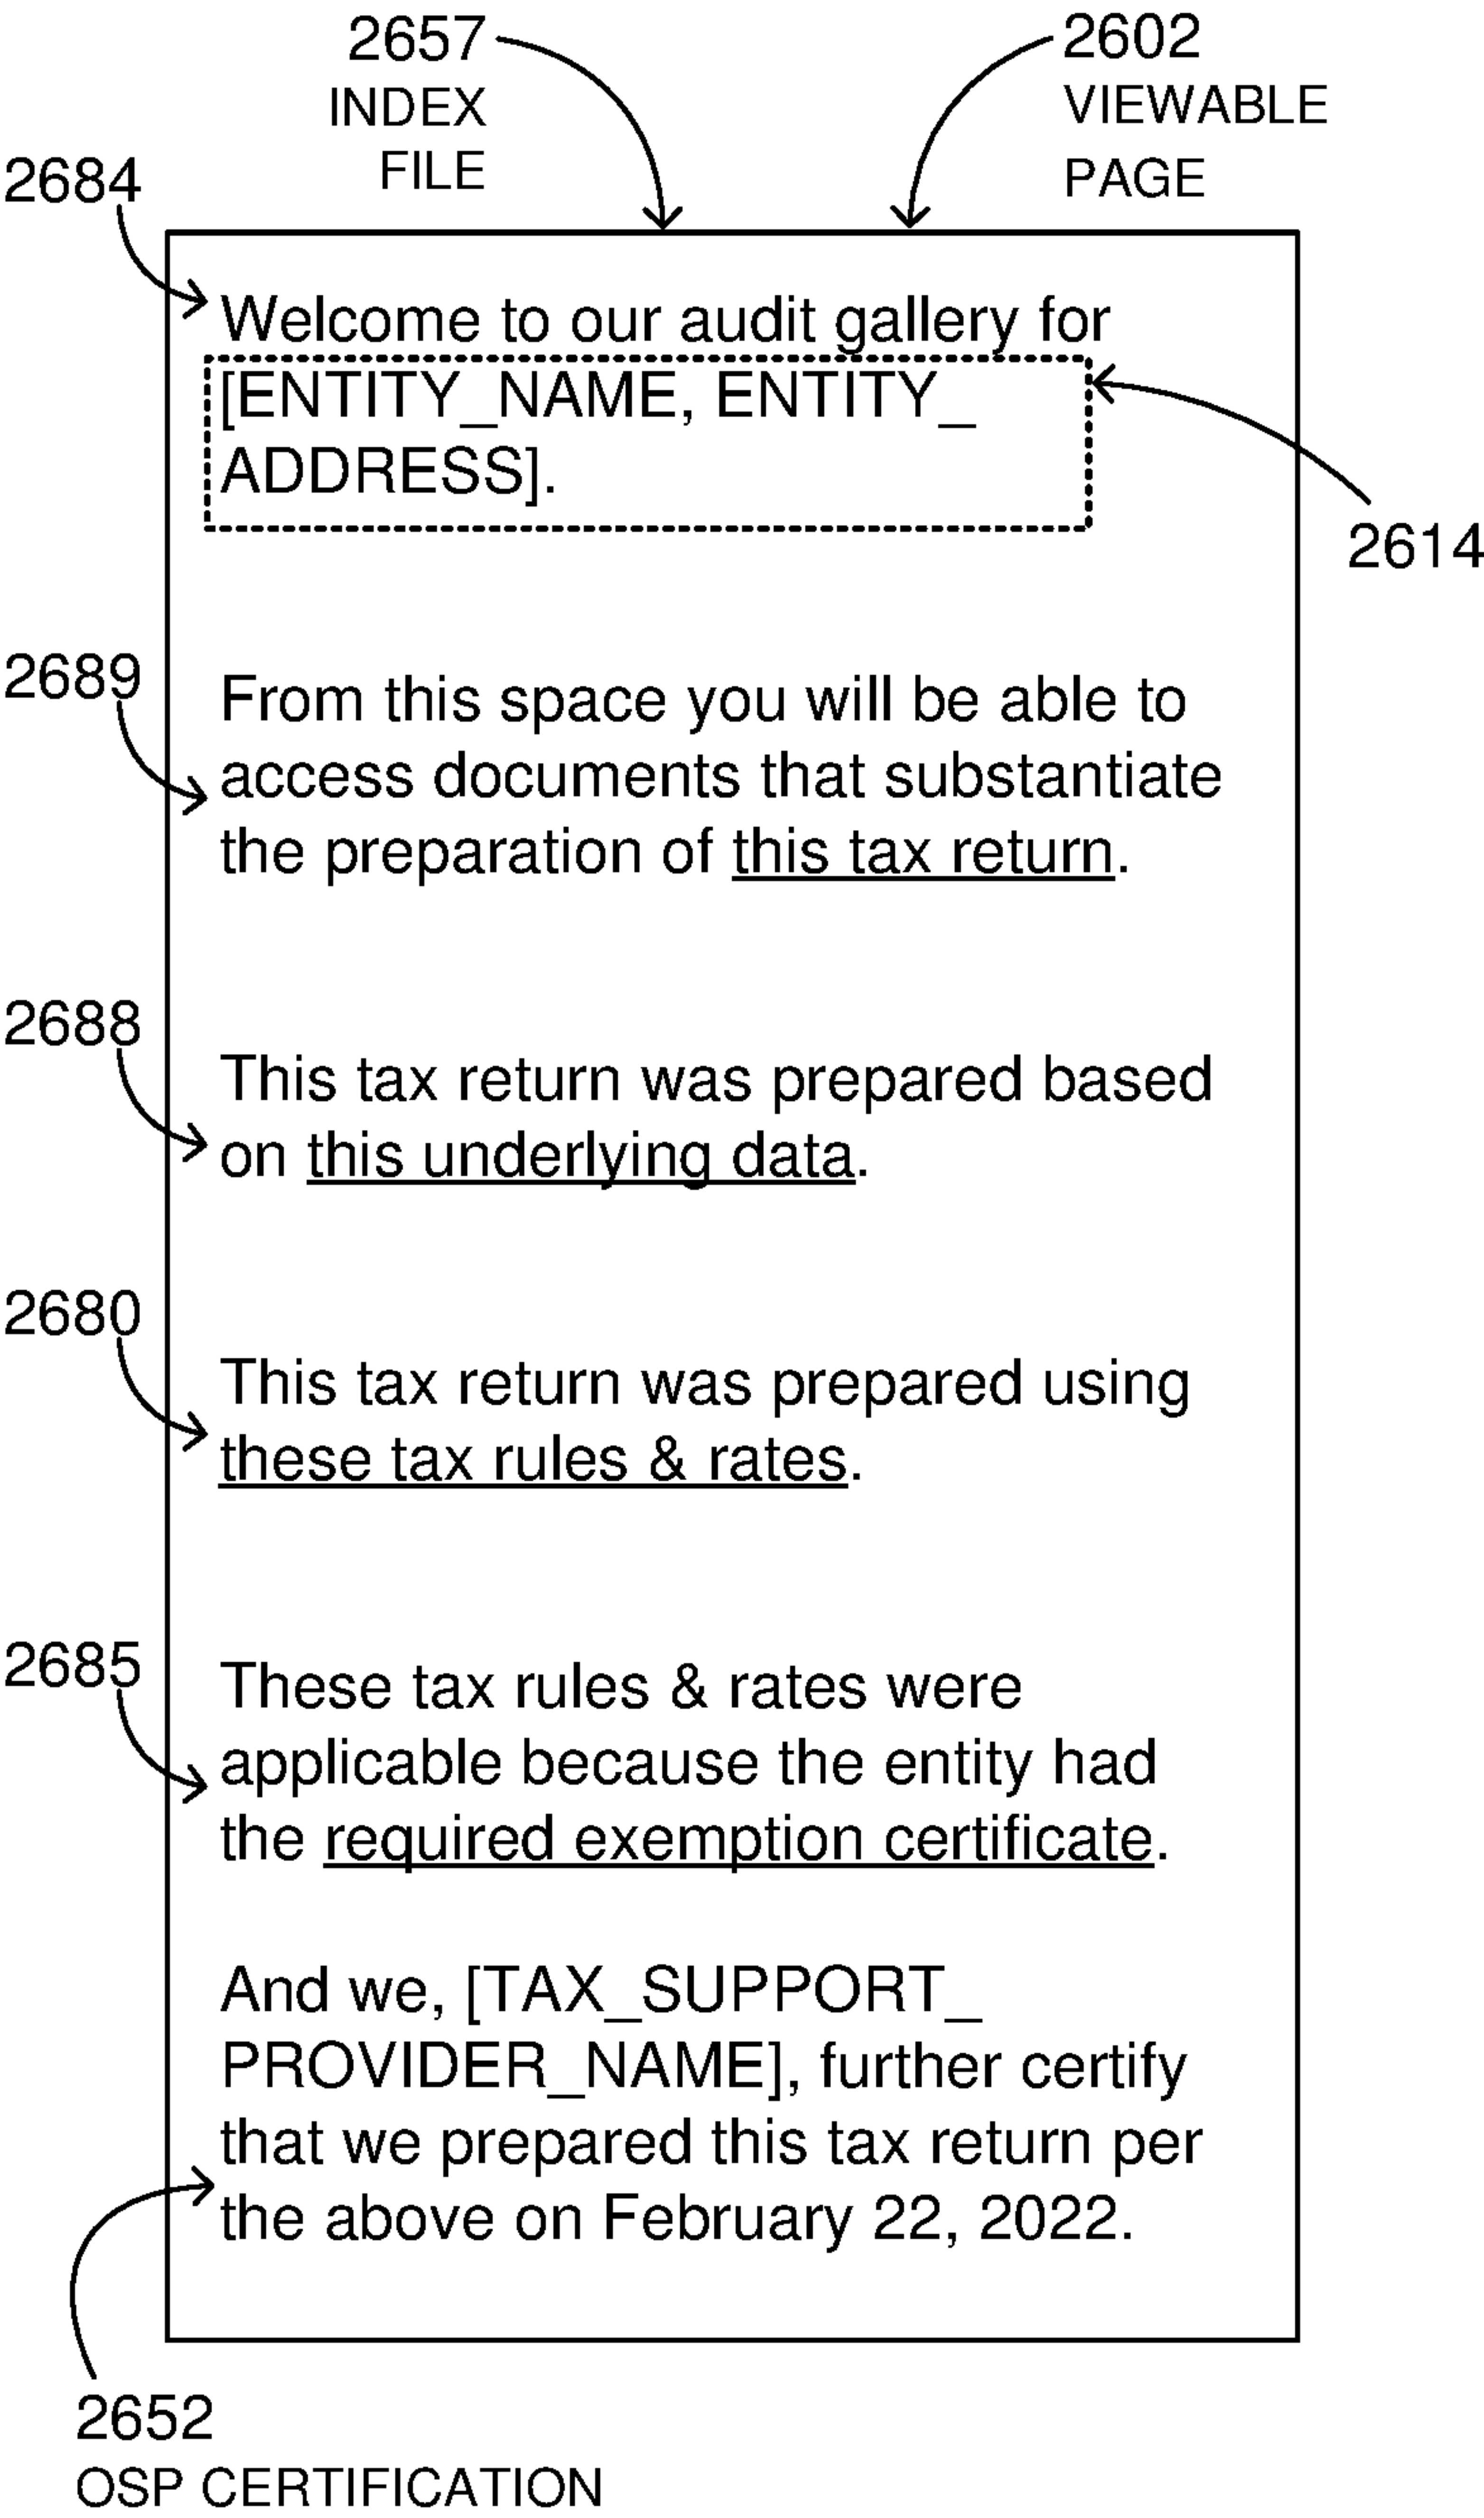 2657
INDEX
FILE
2602
VIEWABLE
PAGE
2684
Welcome to our audit gallery for
[ENTITY_NAME, ENTITY_
ADDRESS].
2614
2689
From this space you will be able to
access documents that substantiate
the preparation of this tax return.
2688
This tax return was prepared based
on this underlying data.
2680
This tax return was prepared using
these tax rules & rates.
2685
These tax rules & rates were
applicable because the entity had
the required exemption certificate.
And we, [TAX_SUPPORT_
PROVIDER_NAME], further certify
that we prepared this tax return per
the above on February 22, 2022.
2652
OSP CERTIFICATION